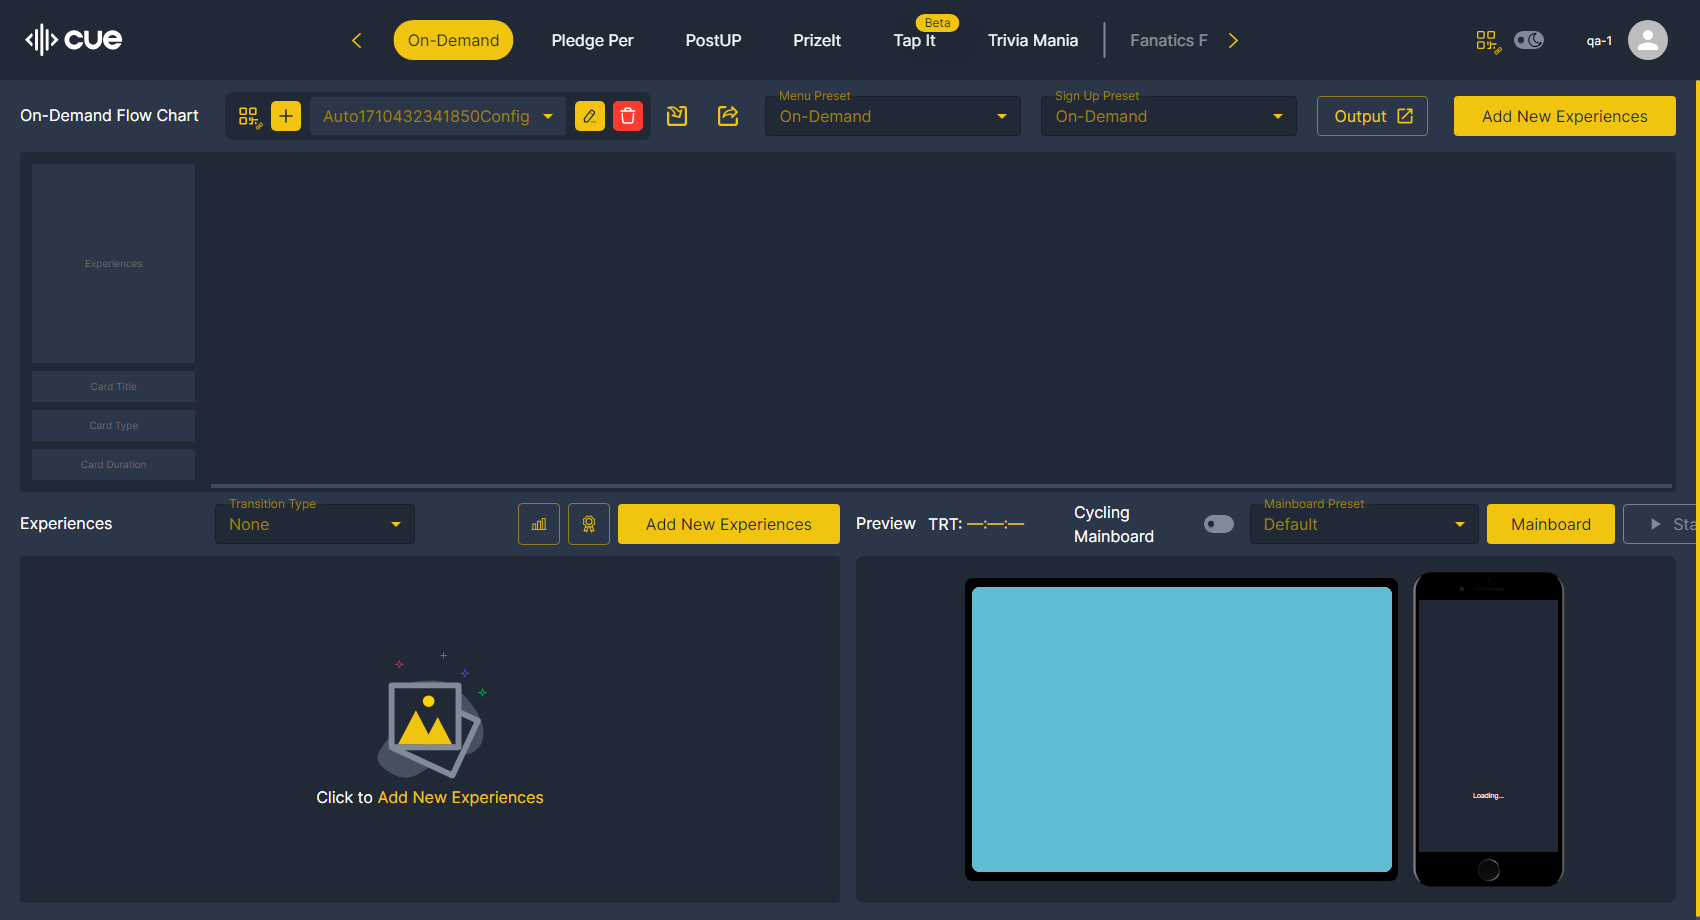 cue
On-Demand
Pledge Per
PostUP
PrizeIt
Beta
Tap It
Trivia Mania
Fanatics F
qa-1
On-Demand Flow Chart
Auto1710432341850Config
Menu Preset
On-Demand
Sign Up Preset
On-Demand
Output
Add New Experiences
Experiences
Card Title
Card Type
Card Duration
Experiences
Transition Type
None
Add New Experiences
Preview
TRT: —:—:—
Cycling
Mainboard
Mainboard Preset
Default
Mainboard
Sta
Click to Add New Experiences
Loading...